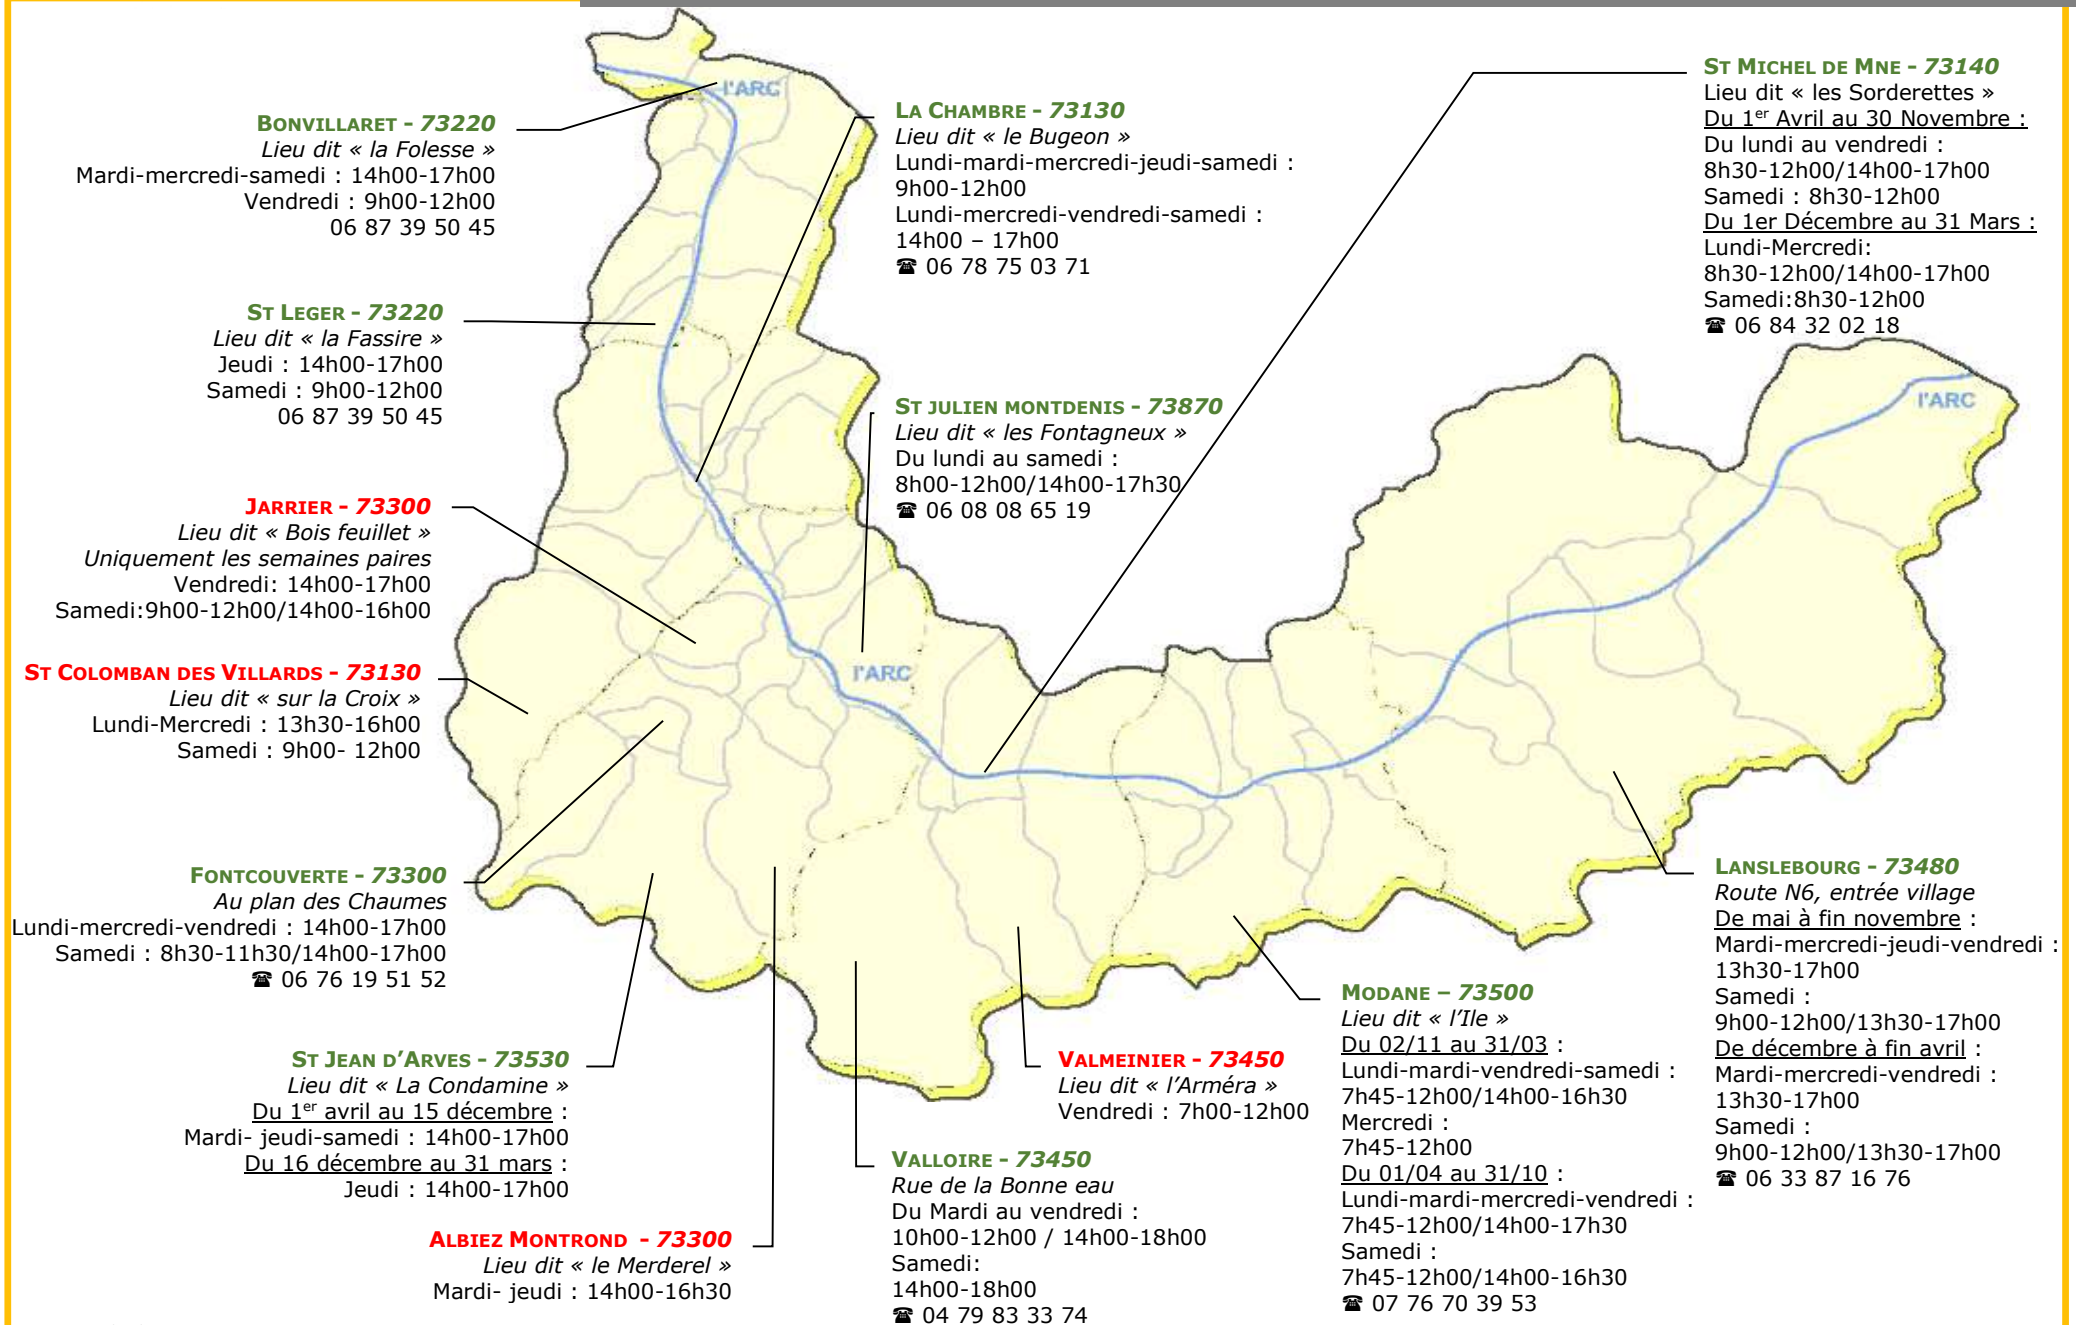 l'ARC
BONVILLARET - 73220
Lieu dit « la Folesse »
Mardi-mercredi-samedi : 14h00-17h00
Vendredi : 9h00-12h00
06 87 39 50 45
ST LEGER - 73220
Lieu dit « la Fassire »
Jeudi : 14h00-17h00
Samedi : 9h00-12h00
06 87 39 50 45
JARRIER - 73300
Lieu dit « Bois feuillet »
Uniquement les semaines paires
Vendredi: 14h00-17h00
Samedi:9h00-12h00/14h00-16h00
ST COLOMBAN DES VILLARDS - 73130
Lieu dit « sur la Croix »
Lundi-Mercredi : 13h30-16h00
Samedi : 9h00- 12h00
FONTCOUVERTE - 73300
Au plan des Chaumes
Lundi-mercredi-vendredi : 14h00-17h00
Samedi : 8h30-11h30/14h00-17h00
☎ 06 76 19 51 52
ST JEAN D’ARVES - 73530
Lieu dit « La Condamine »
Du 1er avril au 15 décembre :
Mardi- jeudi-samedi : 14h00-17h00
Du 16 décembre au 31 mars :
Jeudi : 14h00-17h00
ALBIEZ MONTROND - 73300
Lieu dit « le Merderel »
Mardi- jeudi : 14h00-16h30
LA CHAMBRE - 73130
Lieu dit « le Bugeon »
Lundi-mardi-mercredi-jeudi-samedi :
9h00-12h00
Lundi-mercredi-vendredi-samedi :
14h00 – 17h00
☎ 06 78 75 03 71
ST JULIEN MONTDENIS - 73870
Lieu dit « les Fontagneux »
Du lundi au samedi :
8h00-12h00/14h00-17h30
☎ 06 08 08 65 19
l'ARC
VALLOIRE - 73450
Rue de la Bonne eau
Du Mardi au vendredi :
10h00-12h00 / 14h00-18h00
Samedi:
14h00-18h00
☎ 04 79 83 33 74
VALMEINIER - 73450
Lieu dit « l’Arméra »
Vendredi : 7h00-12h00
MODANE – 73500
Lieu dit « l’Ile »
Du 02/11 au 31/03 :
Lundi-mardi-vendredi-samedi :
7h45-12h00/14h00-16h30
Mercredi :
7h45-12h00
Du 01/04 au 31/10 :
Lundi-mardi-mercredi-vendredi :
7h45-12h00/14h00-17h30
Samedi :
7h45-12h00/14h00-16h30
☎ 07 76 70 39 53
ST MICHEL DE MNE - 73140
Lieu dit « les Sorderettes »
Du 1er Avril au 30 Novembre :
Du lundi au vendredi :
8h30-12h00/14h00-17h00
Samedi : 8h30-12h00
Du 1er Décembre au 31 Mars :
Lundi-Mercredi:
8h30-12h00/14h00-17h00
Samedi:8h30-12h00
☎ 06 84 32 02 18
l'ARC
LANSLEBOURG - 73480
Route N6, entrée village
De mai à fin novembre :
Mardi-mercredi-jeudi-vendredi :
13h30-17h00
Samedi :
9h00-12h00/13h30-17h00
De décembre à fin avril :
Mardi-mercredi-vendredi :
13h30-17h00
Samedi :
9h00-12h00/13h30-17h00
☎ 06 33 87 16 76